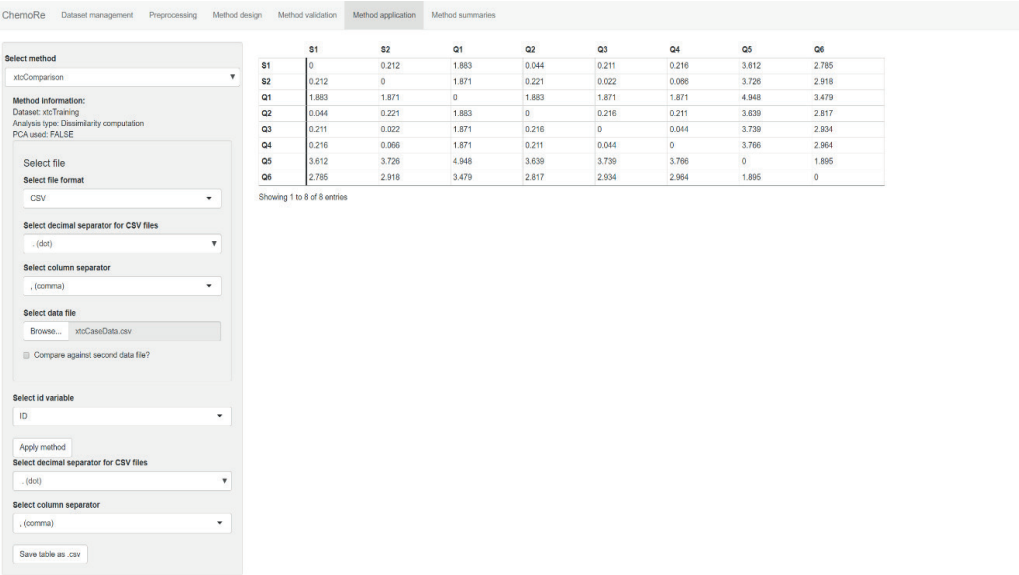 ChemoRe Dataset management Preprocessing Method design Method validation Method application Method summaries
Select method
xtcComparison
Method information:
Dataset: xtcTraining
Analysis type: Dissimilarity computation
PCA used: FALSE
Select file
Select file format
CSV
Select decimal separator for CSV files
. (dot)
Select column separator
, (comma)
Select data file
Browse... xtcCaseData.csv
Compare against second data file?
Select id variable
ID
Apply method
Select decimal separator for CSV files
. (dot)
Select column separator
, (comma)
Save table as .csv
S1 S2 Q1 Q2 Q3 Q4 Q5 Q6
S1 0 0.212 1.883 0.044 0.211 0.216 3.612 2.785
S2 0.212 0 1.871 0.221 0.022 0.066 3.726 2.918
Q1 1.883 1.871 0 1.883 1.871 1.871 4.948 3.479
Q2 0.044 0.221 1.883 0 0.216 0.211 3.639 2.817
Q3 0.211 0.022 1.871 0.216 0 0.044 3.739 2.934
Q4 0.216 0.066 1.871 0.211 0.044 0 3.766 2.964
Q5 3.612 3.726 4.948 3.639 3.739 3.766 0 1.895
Q6 2.785 2.918 3.479 2.817 2.934 2.964 1.895 0
Showing 1 to 8 of 8 entries